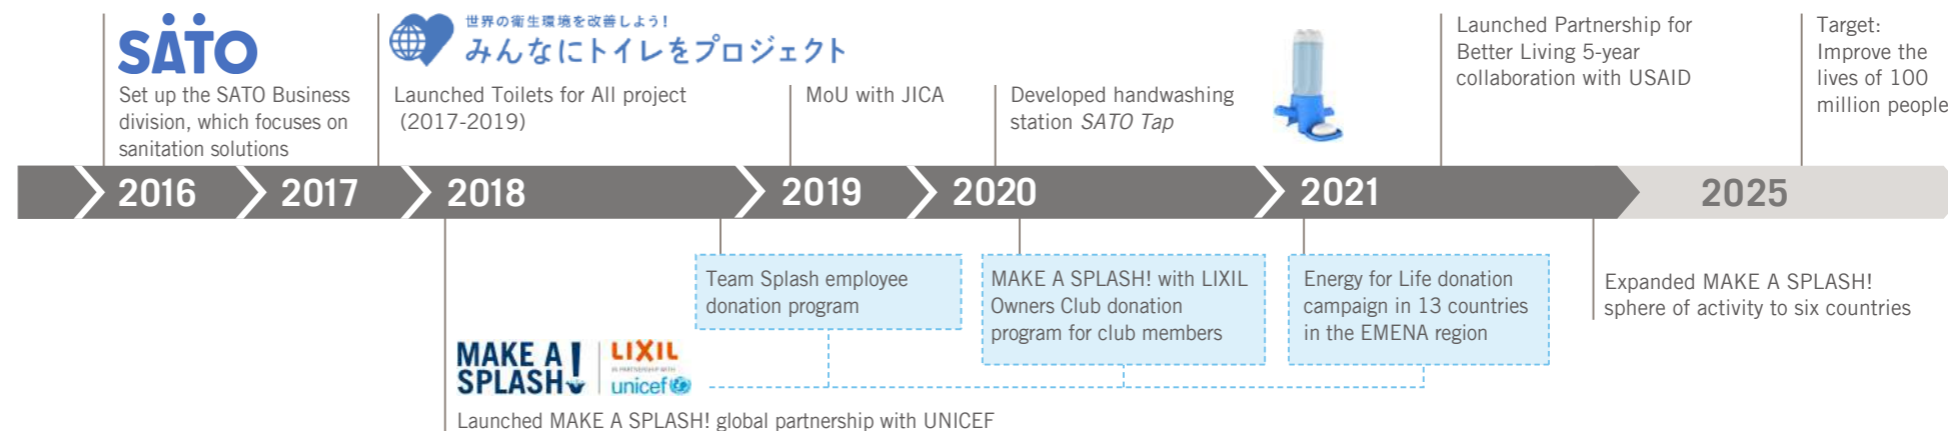 SATO
Set up the SATO Business
division, which focuses on
sanitation solutions
世界の衛生環境を改善しよう！
みんなにトイレをプロジェクト
Launched Toilets for All project
(2017-2019)
MoU with JICA
Developed handwashing
station SATO Tap
Launched Partnership for
Better Living 5-year
collaboration with USAID
Target:
Improve the
lives of 100
million people
2016
2017
2018
2019
2020
2021
2025
Team Splash employee
donation program
MAKE A SPLASH! with LIXIL
Owners Club donation
program for club members
Energy for Life donation
campaign in 13 countries
in the EMENA region
Expanded MAKE A SPLASH!
sphere of activity to six countries
MAKE A
SPLASH!
LIXIL
IN PARTNERSHIP WITH
unicef
Launched MAKE A SPLASH! global partnership with UNICEF